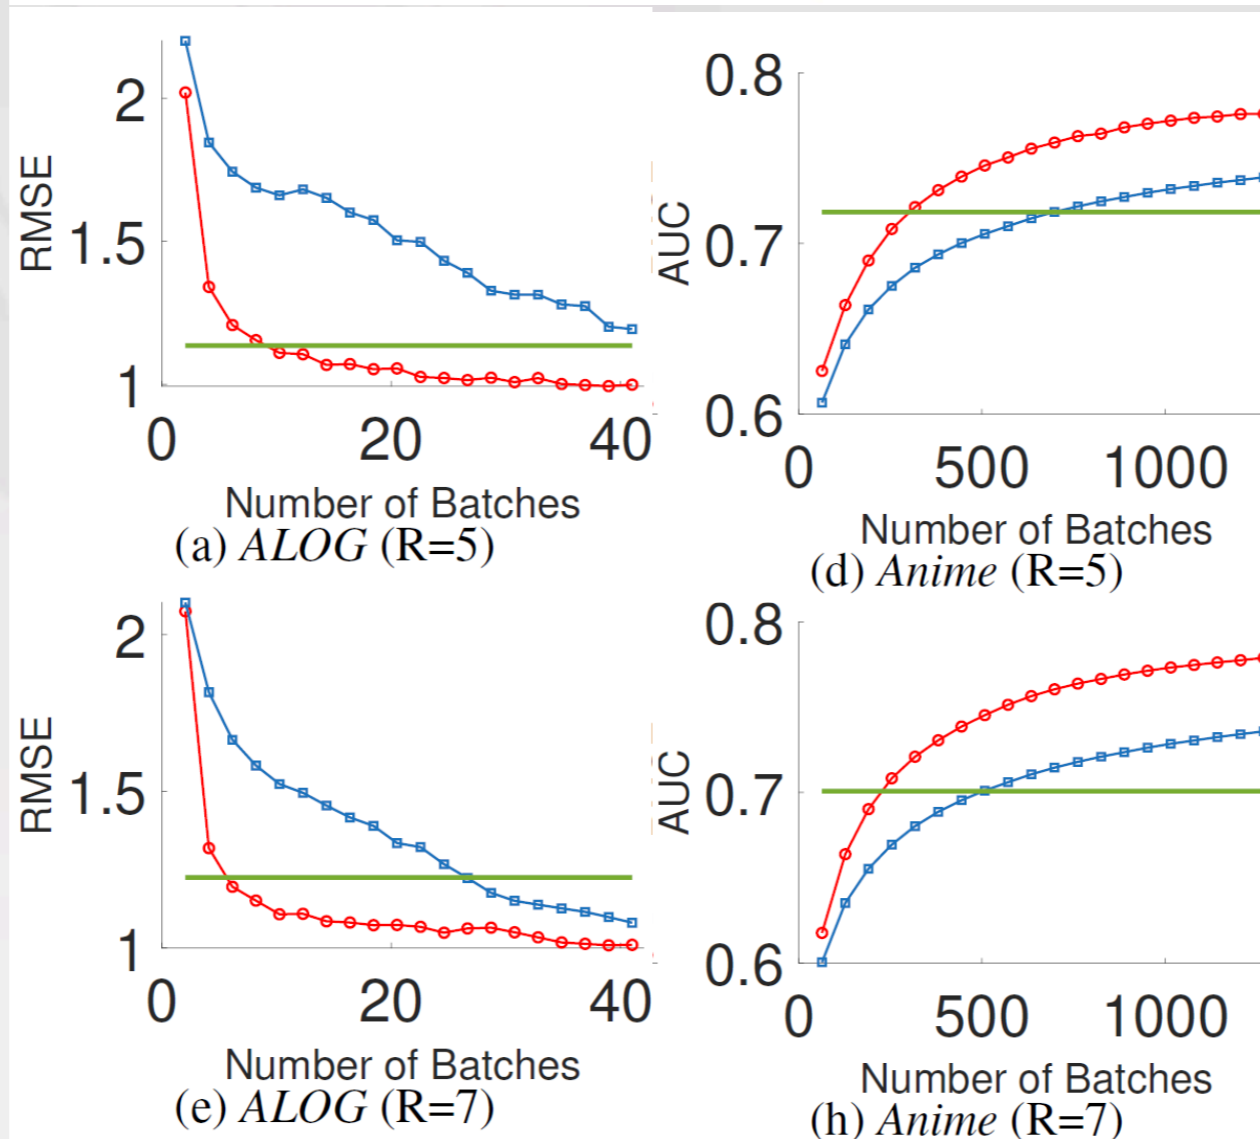 2
1.5
1
RMSE
0 20 40
Number of Batches
(a) ALOG (R=5)
0.8
0.7
0.6
AUC
0 500 1000
Number of Batches
(d) Anime (R=5)
2
1.5
1
RMSE
0 20 40
Number of Batches
(e) ALOG (R=7)
0.8
0.7
0.6
AUC
0 500 1000
Number of Batches
(h) Anime (R=7)